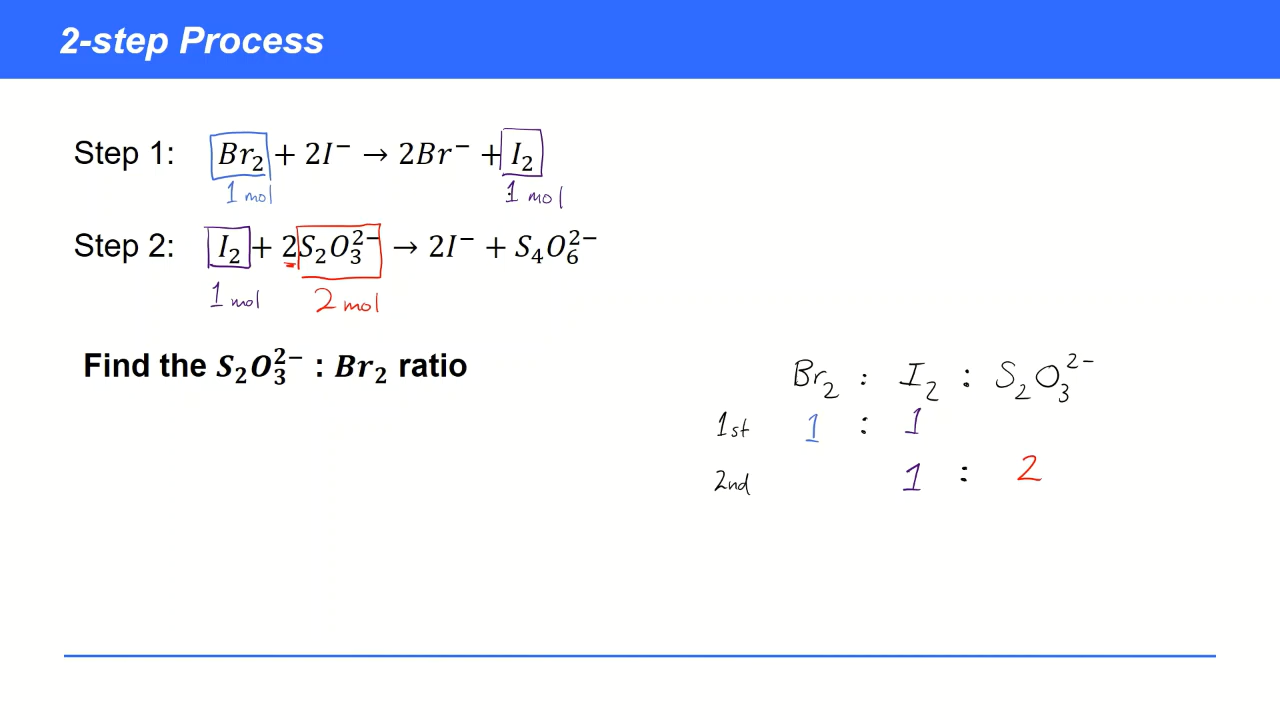 2-step Process
Step 1: Br₂ + 2I⁻ → 2Br⁻ + I₂
1 mol 1 mol
Step 2: I₂ + 2S₂O₃²⁻ → 2I⁻ + S₄O₆²⁻
1 mol 2 mol
Find the S₂O₃²⁻ : Br₂ ratio
Br₂ : I₂ : S₂O₃²⁻
1st 1 : 1
2nd 1 : 2